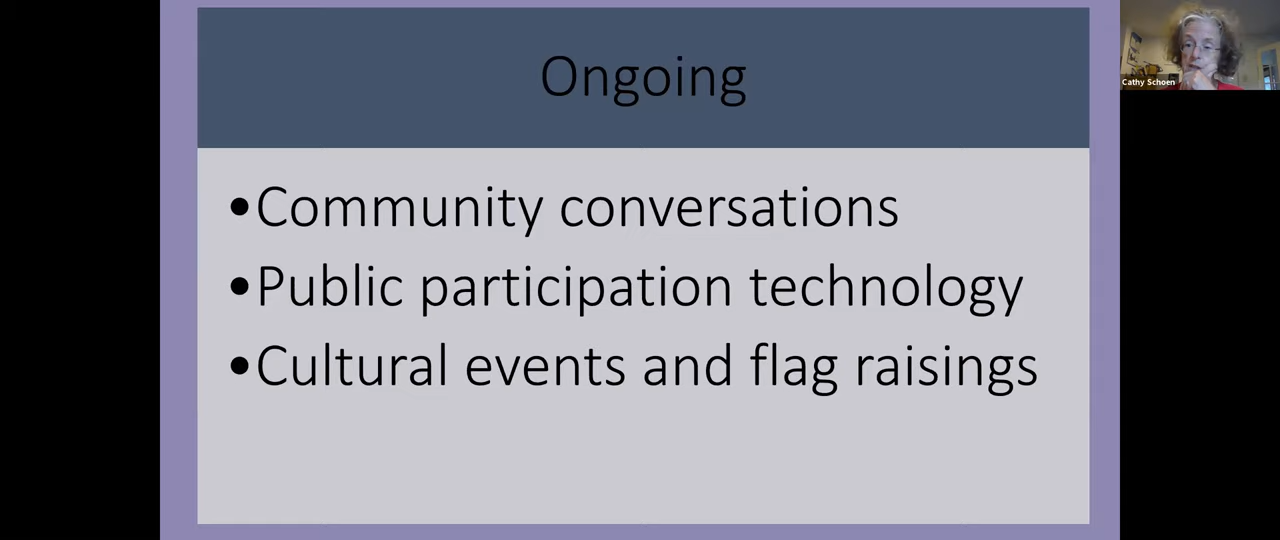 Ongoing
•Community conversations
•Public participation technology
•Cultural events and flag raisings
Cathy Schoen